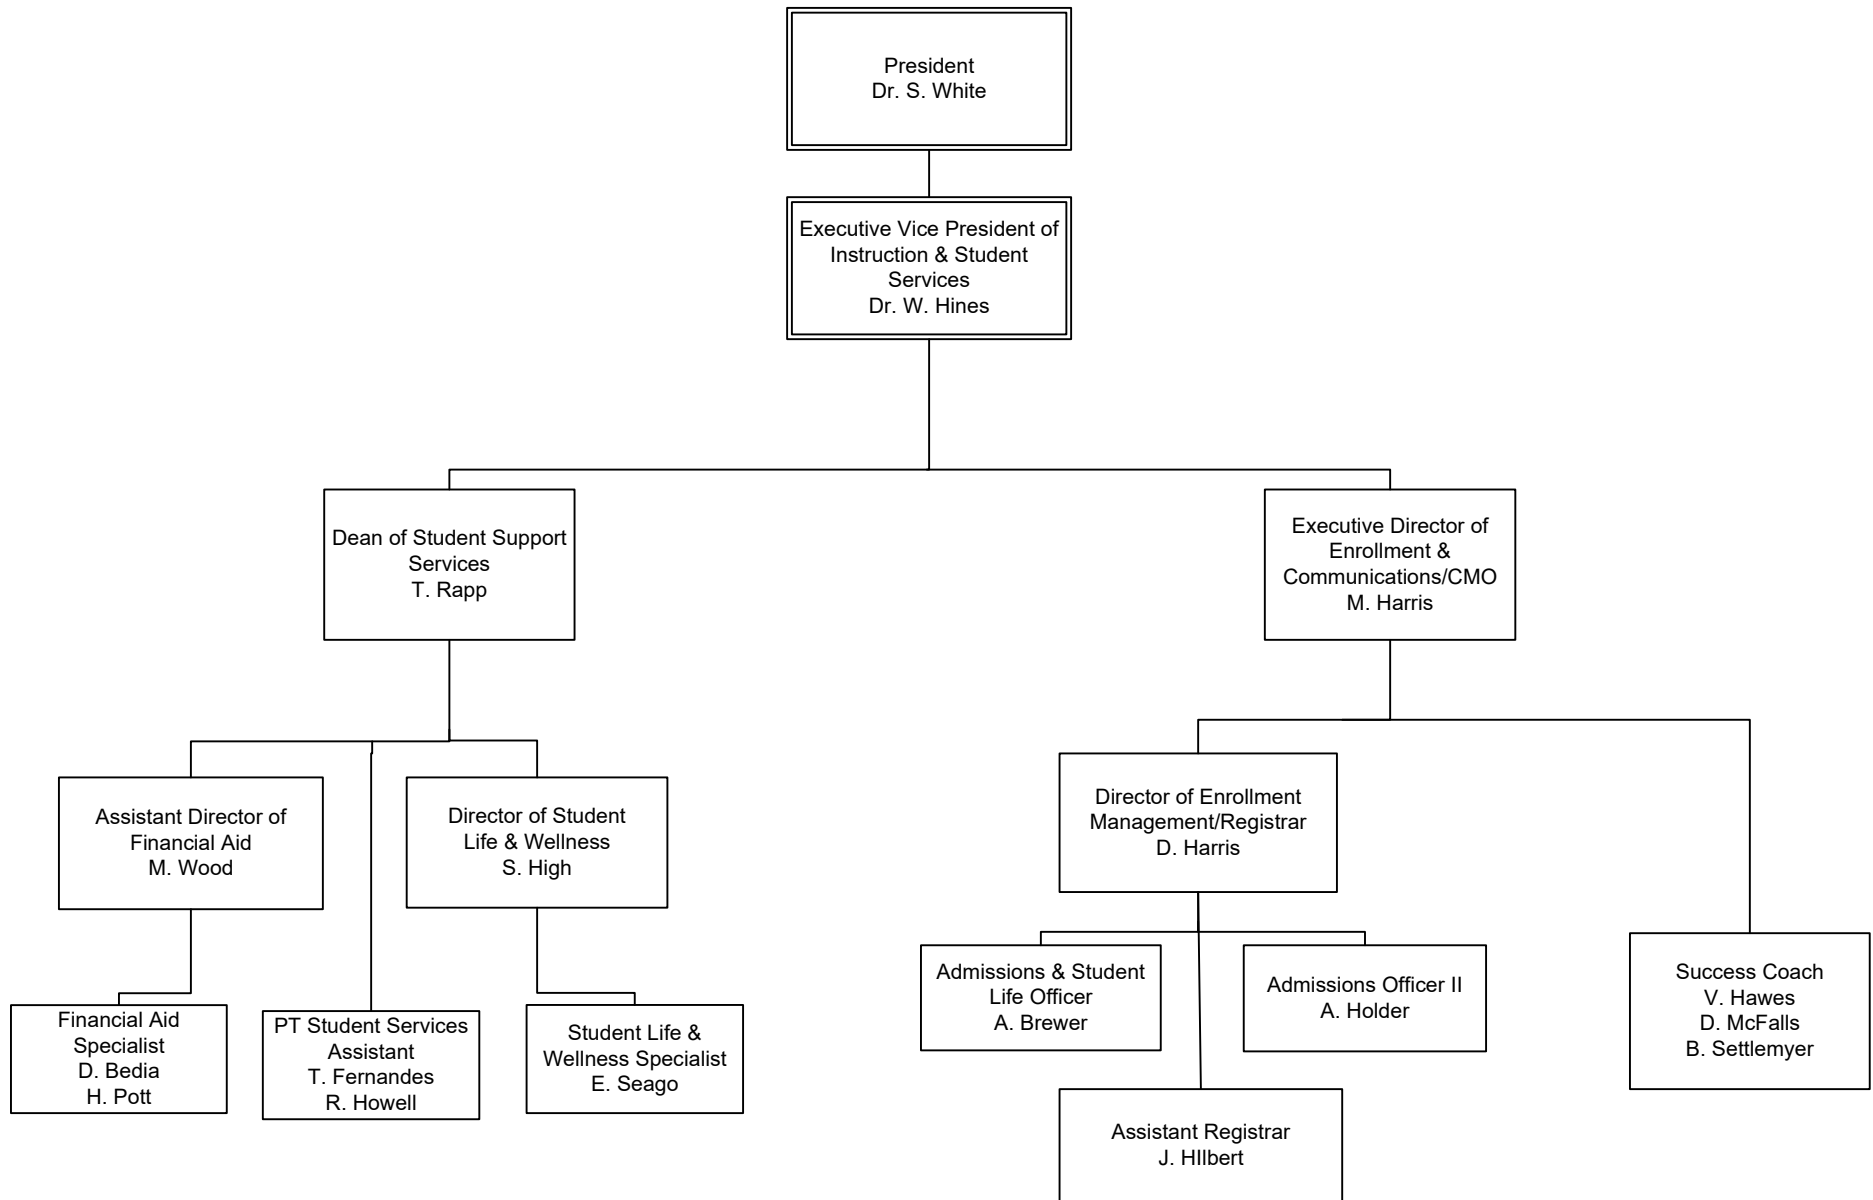 President
Dr. S. White
Executive Vice President of
Instruction & Student
Services
Dr. W. Hines
Dean of Student Support
Services
T. Rapp
Executive Director of
Enrollment &
Communications/CMO
M. Harris
Assistant Director of
Financial Aid
M. Wood
Director of Student
Life & Wellness
S. High
Director of Enrollment
Management/Registrar
D. Harris
Financial Aid
Specialist
D. Bedia
H. Pott
PT Student Services
Assistant
T. Fernandes
R. Howell
Student Life &
Wellness Specialist
E. Seago
Admissions & Student
Life Officer
A. Brewer
Admissions Officer II
A. Holder
Success Coach
V. Hawes
D. McFalls
B. Settlemyer
Assistant Registrar
J. HIlbert